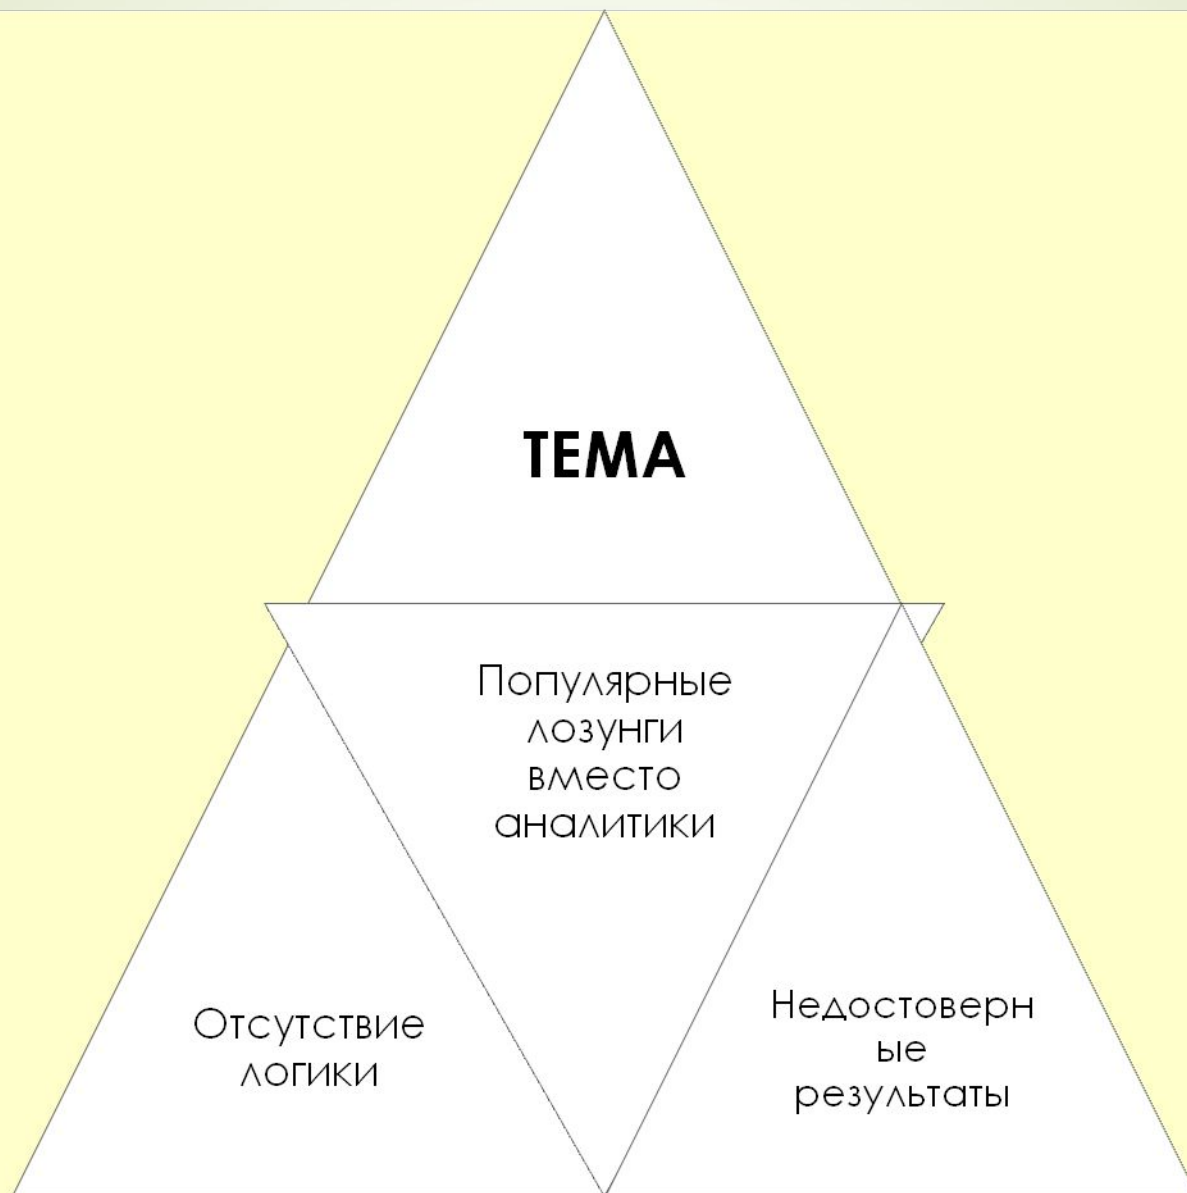 ТЕМА
Популярные
лозунги
вместо
аналитики
Отсутствие
логики
Недостоверн
ые
результаты